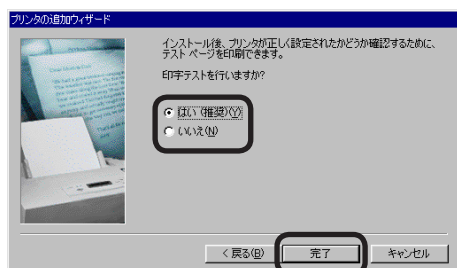 プリンタの追加ウィザード
インストール後、プリンタが正しく設定されたかどうか確認するために、
テスト ページを印刷できます。
印字テストを行いますか?
はい (推奨)(Y)
いいえ(N)
< 戻る(B)
完了
キャンセル